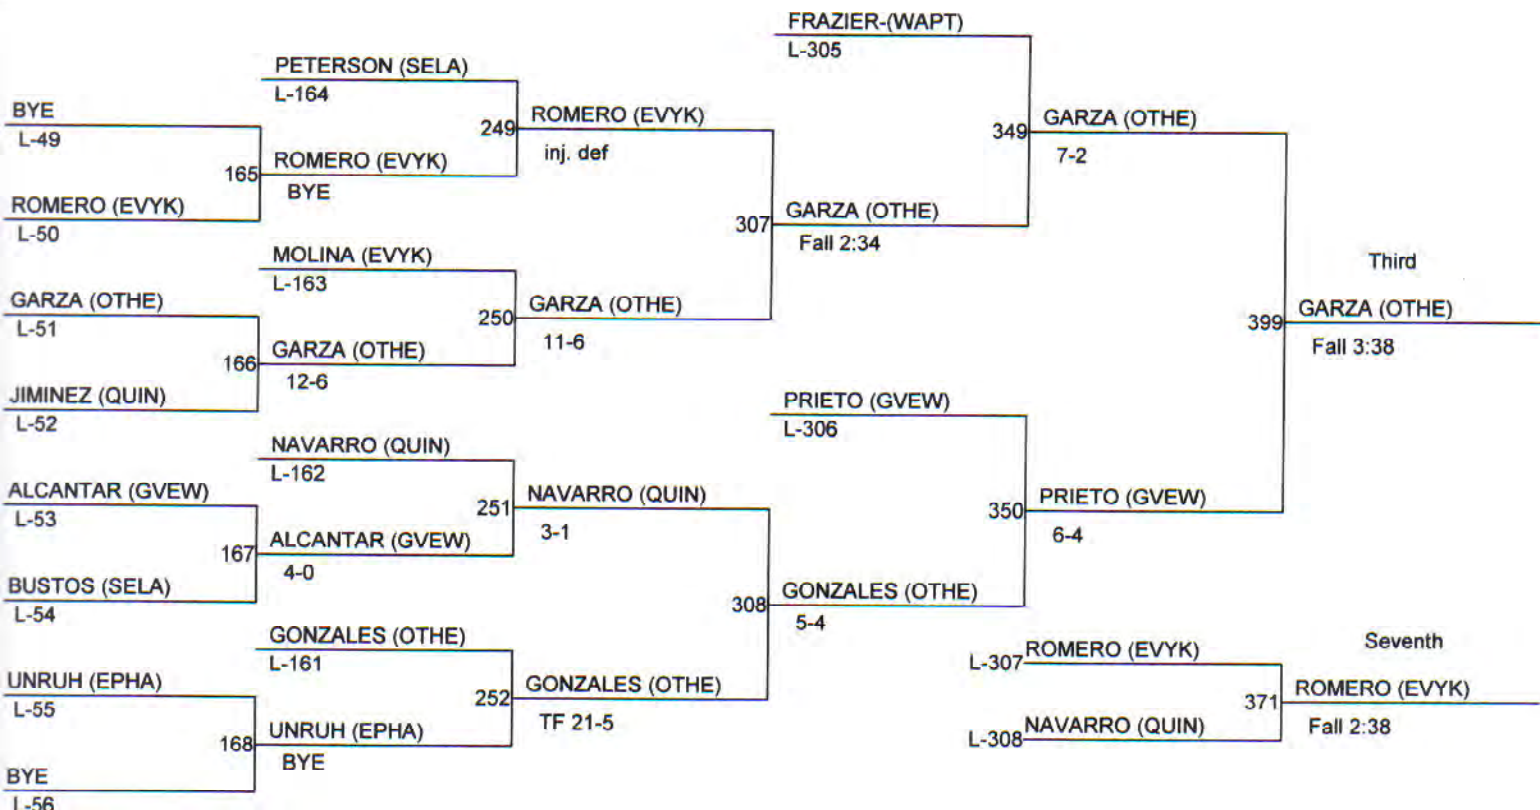 FRAZIER-(WAPT)
L-305
PETERSON (SELA)
L-164
BYE
L-49
249
ROMERO (EVYK)
inj. def
349
GARZA (OTHE)
7-2
165
ROMERO (EVYK)
BYE
ROMERO (EVYK)
L-50
307
GARZA (OTHE)
Fall 2:34
MOLINA (EVYK)
L-163
Third
GARZA (OTHE)
L-51
250
GARZA (OTHE)
11-6
399
GARZA (OTHE)
Fall 3:38
166
GARZA (OTHE)
12-6
JIMINEZ (QUIN)
L-52
PRIETO (GVEW)
L-306
NAVARRO (QUIN)
L-162
ALCANTAR (GVEW)
L-53
251
NAVARRO (QUIN)
3-1
350
PRIETO (GVEW)
6-4
167
ALCANTAR (GVEW)
4-0
BUSTOS (SELA)
L-54
308
GONZALES (OTHE)
5-4
GONZALES (OTHE)
L-161
L-307
ROMERO (EVYK)
Seventh
UNRUH (EPHA)
L-55
252
GONZALES (OTHE)
TF 21-5
371
ROMERO (EVYK)
Fall 2:38
168
UNRUH (EPHA)
BYE
L-308
NAVARRO (QUIN)
BYE
L-56